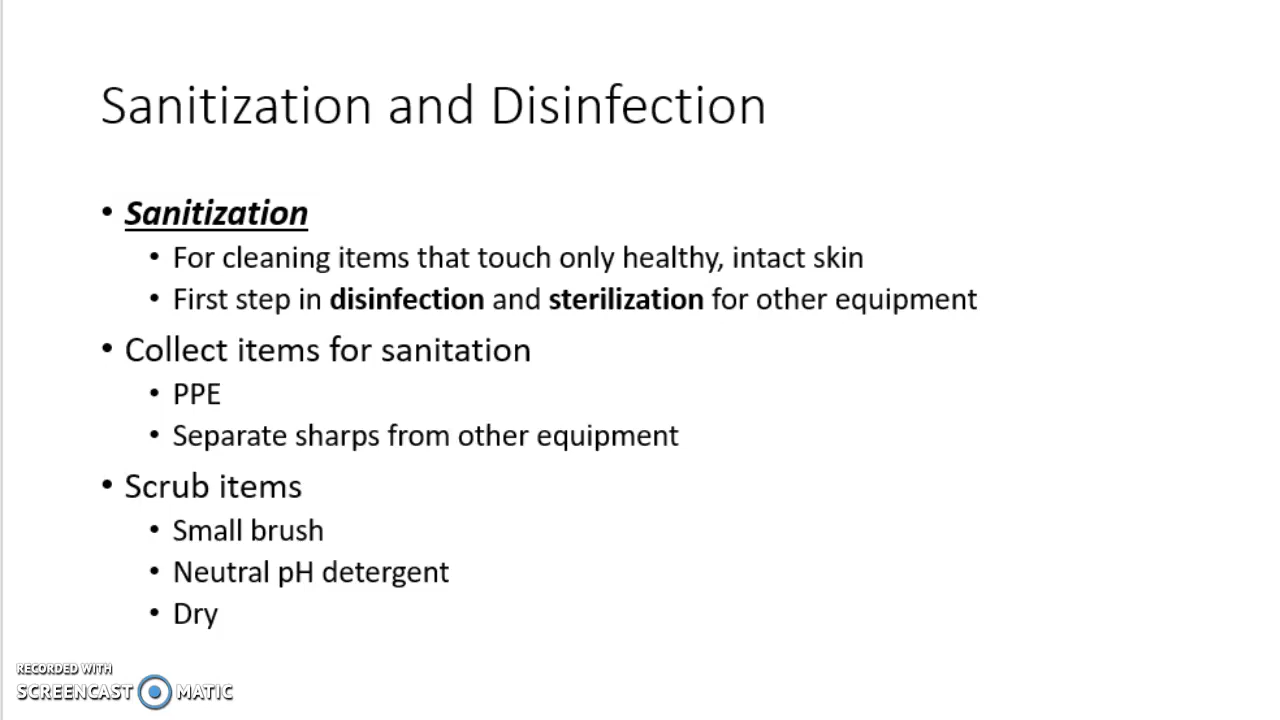 Sanitization and Disinfection
• Sanitization
• For cleaning items that touch only healthy, intact skin
• First step in disinfection and sterilization for other equipment
• Collect items for sanitation
• PPE
• Separate sharps from other equipment
• Scrub items
• Small brush
• Neutral pH detergent
• Dry
RECORDED WITH
SCREENCAST MATIC